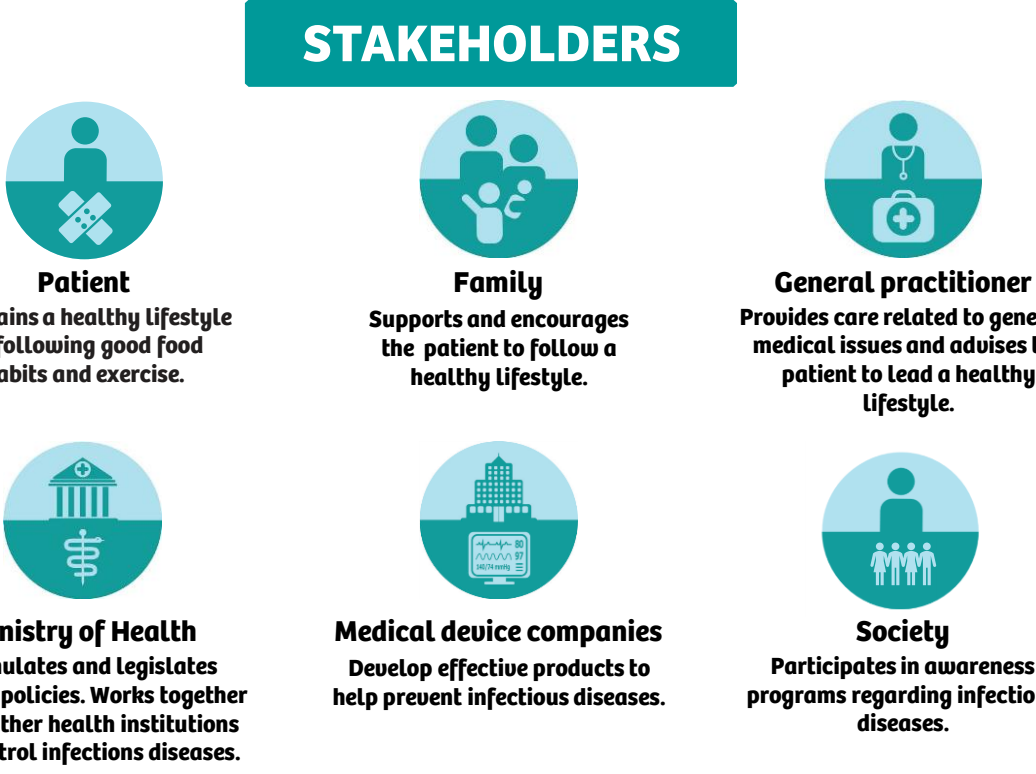 STAKEHOLDERS
Patient
ains a healthy lifestyle
following good food
abits and exercise.
Family
Supports and encourages
the patient to follow a
healthy lifestyle.
General practitioner
Provides care related to gene
medical issues and advises
patient to lead a healthy
lifestyle.
nistry of Health
ulates and legislates
policies. Works together
ther health institutions
trol infections diseases.
80
97
140/74 mmHg
Medical device companies
Develop effective products to
help prevent infectious diseases.
Society
Participates in awareness
programs regarding infectio
diseases.